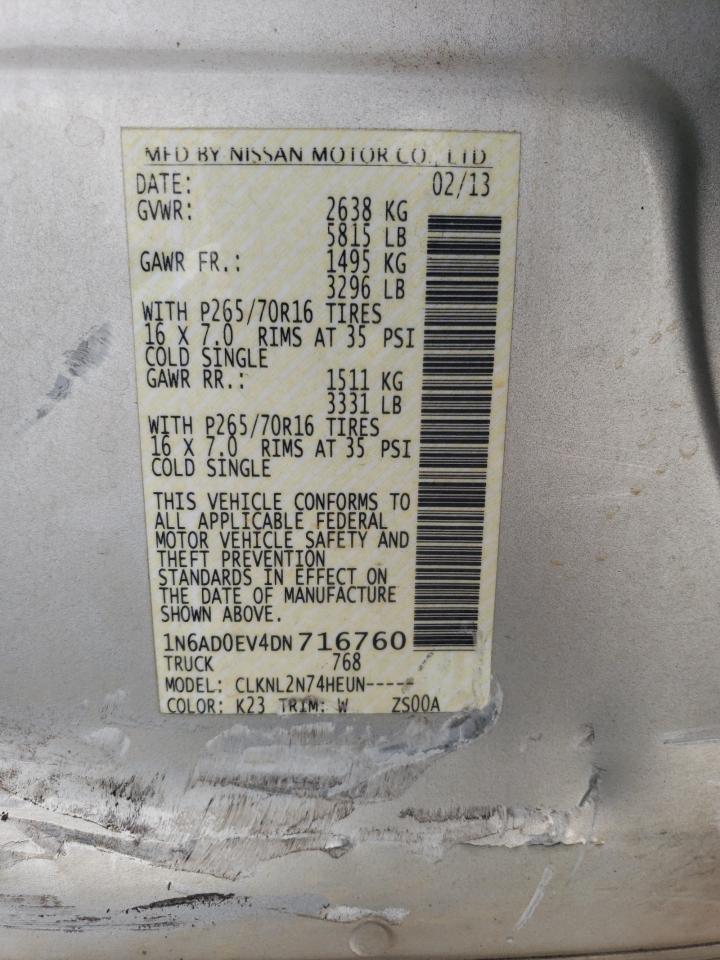 MFD BY NISSAN MOTOR CO., LTD
DATE: 02/13
GVWR: 2638 KG
5815 LB
GAWR FR.: 1495 KG
3296 LB
WITH P265/70R16 TIRES
16 X 7.0 RIMS AT 35 PSI
COLD SINGLE
GAWR RR.: 1511 KG
3331 LB
WITH P265/70R16 TIRES
16 X 7.0 RIMS AT 35 PSI
COLD SINGLE
THIS VEHICLE CONFORMS TO
ALL APPLICABLE FEDERAL
MOTOR VEHICLE SAFETY AND
THEFT PREVENTION
STANDARDS IN EFFECT ON
THE DATE OF MANUFACTURE
SHOWN ABOVE.
1N6AD0EV4DN716760
TRUCK 768
MODEL: CLKNL2N74HEUN-----
COLOR: K23 TRIM: W ZS00A